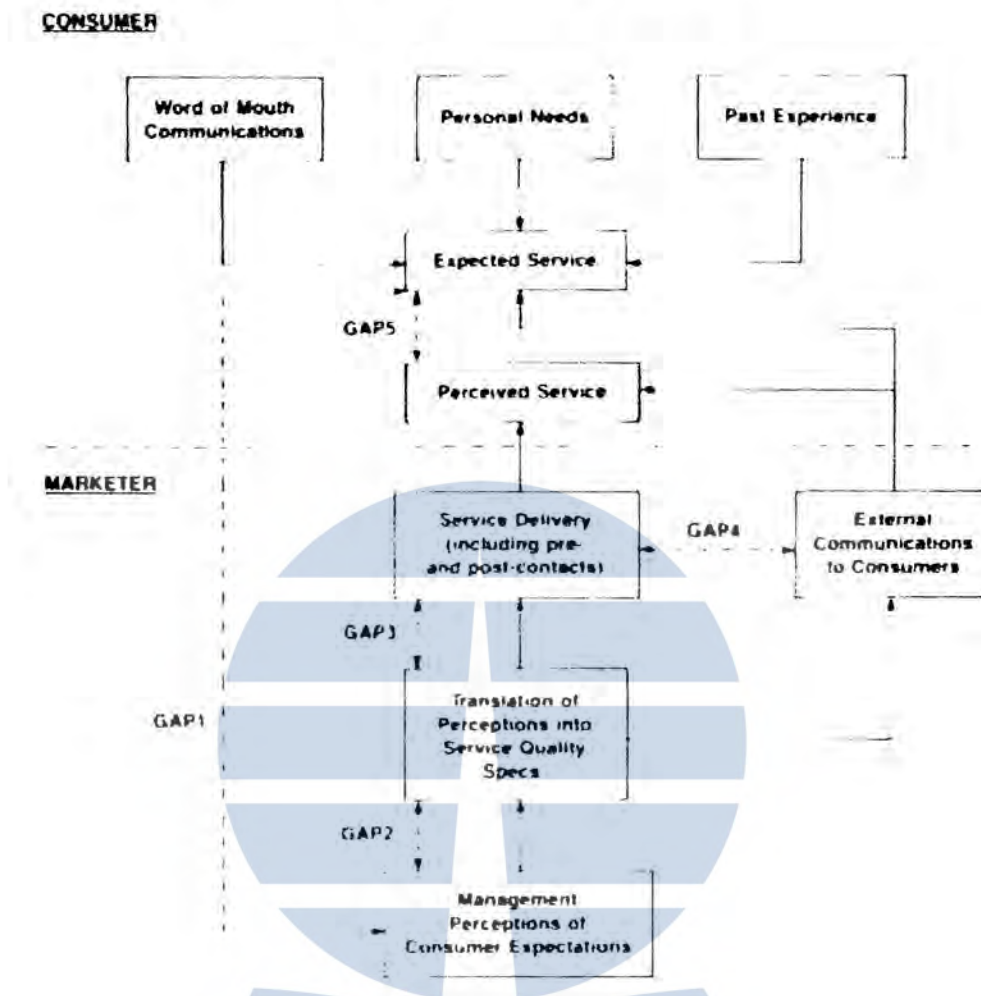 CONSUMER
Word of Mouth
Communications
Personal Needs
Past Experience
Expected Service
GAP5
Perceived Service
MARKETER
Service Delivery
(including pre-
and post-contacts)
GAP4
External
Communications
to Consumers
GAP3
Translation of
Perceptions into
Service Quality
Specs
GAP1
GAP2
Management
Perceptions of
Consumer Expectations